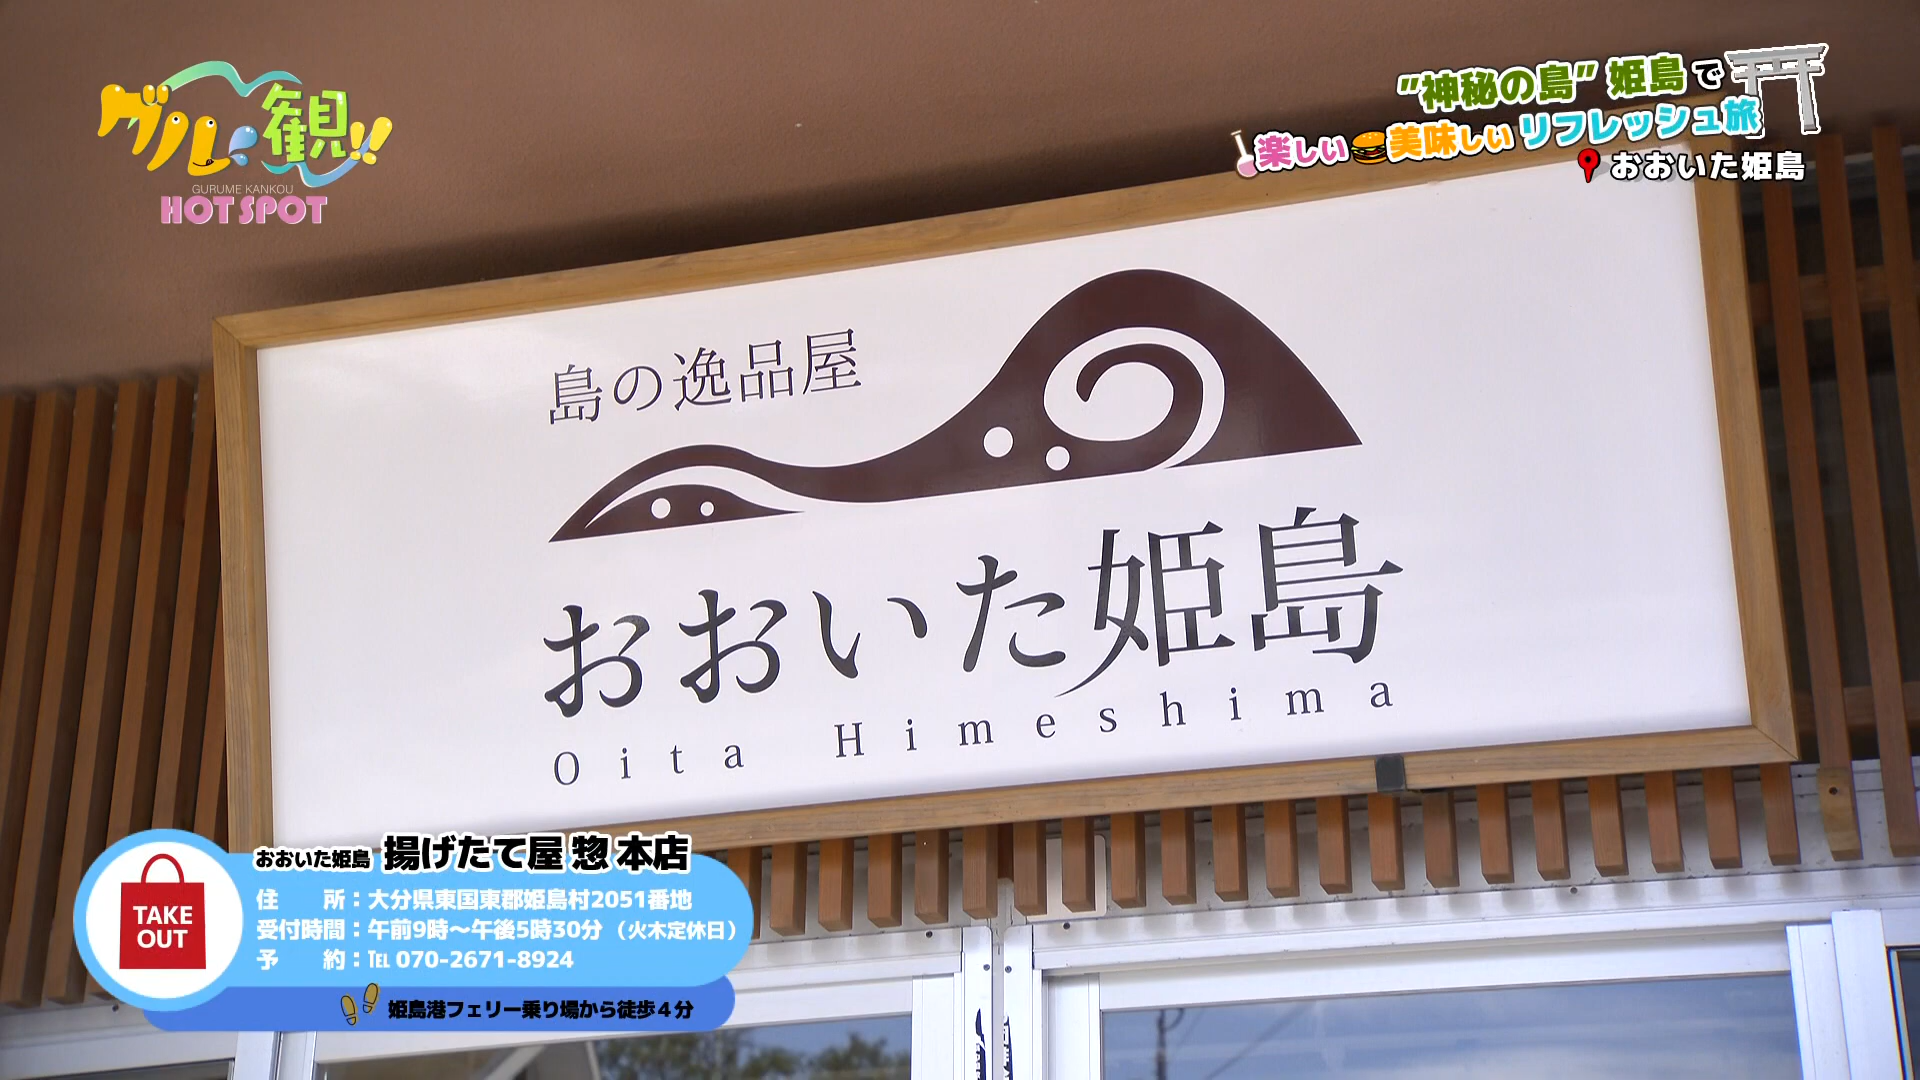 グルっと観!!
GURUME KANKOU
HOT SPOT
"神秘の島" 姫島で
楽しい 美味しい リフレッシュ旅
おおいた姫島
島の逸品屋
おおいた姫島
Oita Himeshima
おおいた姫島 揚げたて屋 惣 本店
TAKE
OUT
住　　所：大分県東国東郡姫島村2051番地
受付時間：午前9時〜午後5時30分（火木定休日）
予　　約：℡ 070-2671-8924
姫島港フェリー乗り場から徒歩4分